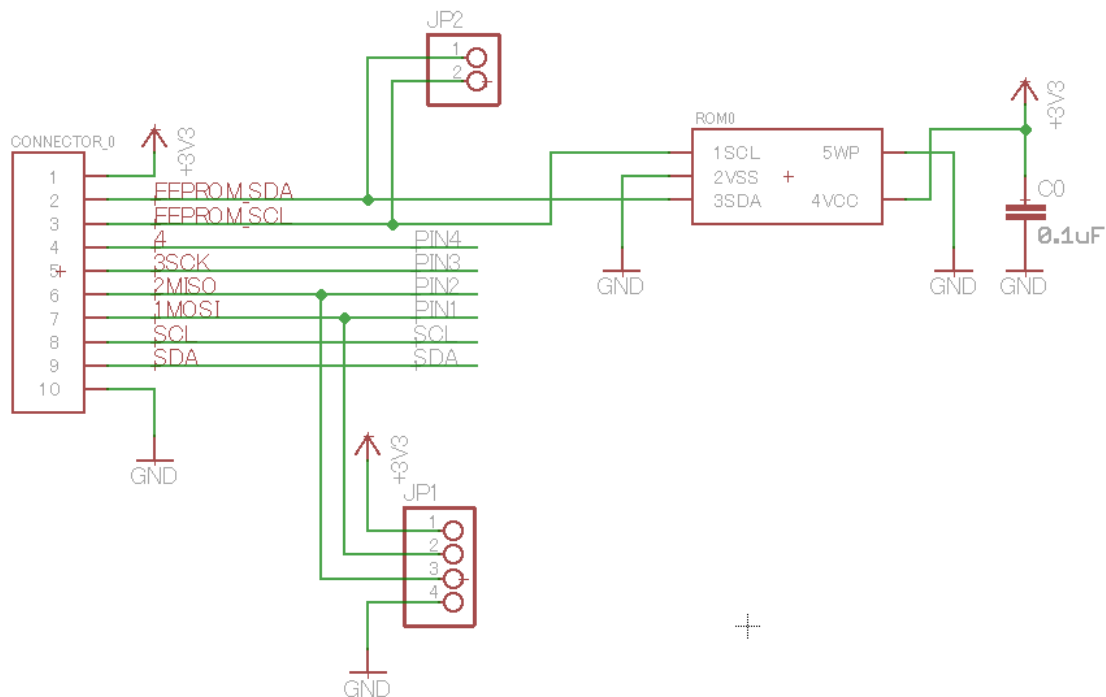 JP2
1
2
CONNECTOR_0
+3V3
1
2
3
4
5
6
7
8
9
10
EEPROM_SDA
EEPROM_SCL
4
3SCK
2MISO
1MOSI
SCL
SDA
PIN4
PIN3
PIN2
PIN1
SCL
SDA
GND
ROM0
1SCL 5WP
2VSS
3SDA 4VCC
GND
GND
+3V3
C0
0.1uF
GND
+3V3
JP1
1
2
3
4
GND